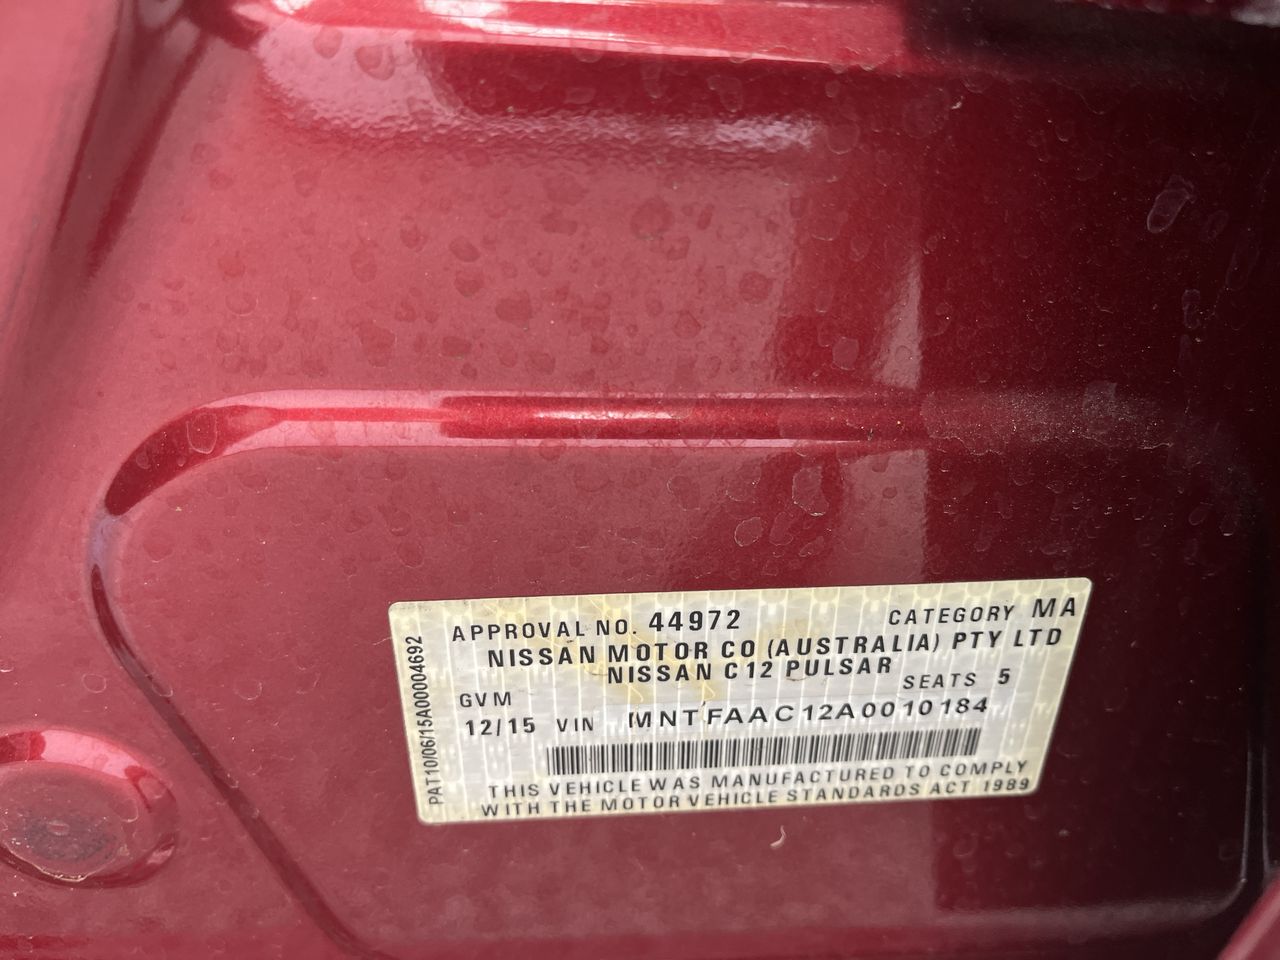 APPROVAL NO. 44972 CATEGORY MA
NISSAN MOTOR CO (AUSTRALIA) PTY LTD
NISSAN C12 PULSAR
GVM SEATS 5
12/15 VIN MNTFAAC12A0010184
THIS VEHICLE WAS MANUFACTURED TO COMPLY
WITH THE MOTOR VEHICLE STANDARDS ACT 1989
PAT10/06/15A00004692